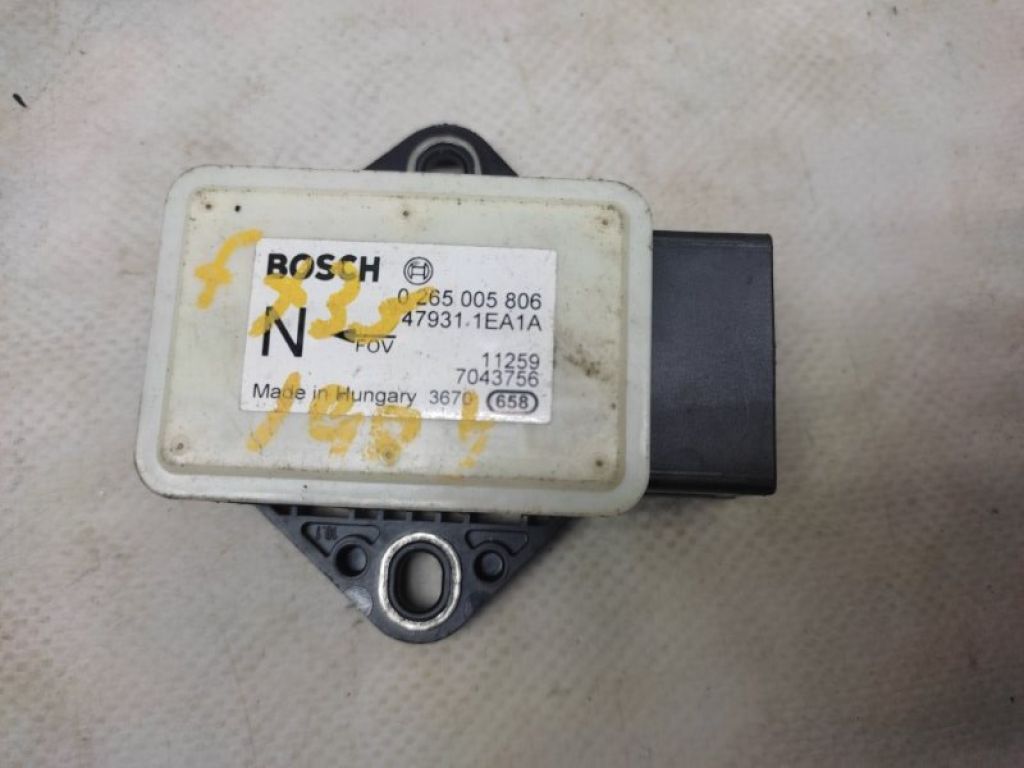 BOSCH
0 265 005 806
47931 1EA1A
N
FOV
11259
7043756
Made in Hungary 3670 658